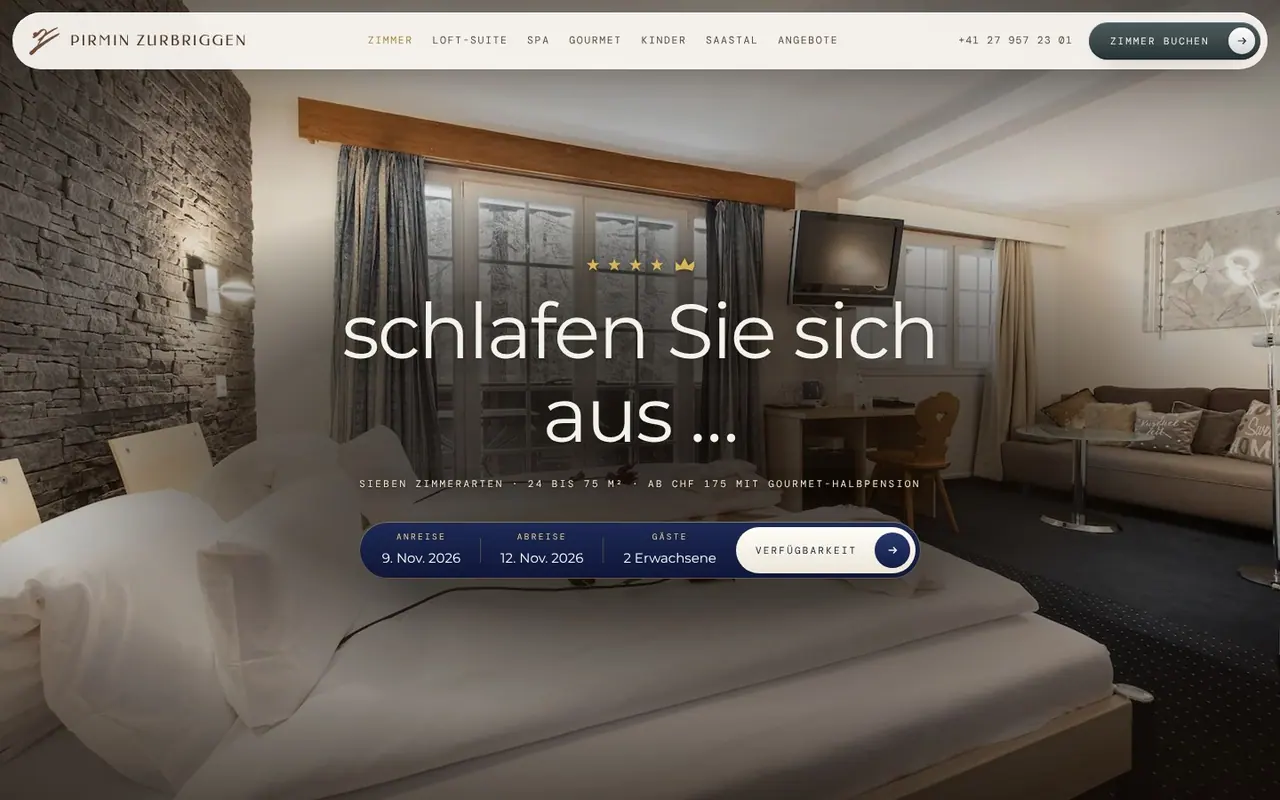 PIRMIN ZURBRIGGEN
ZIMMER LOFT-SUITE SPA GOURMET KINDER SAASTAL ANGEBOTE
+41 27 957 23 01
ZIMMER BUCHEN
schlafen Sie sich
aus ...
SIEBEN ZIMMERARTEN · 24 BIS 75 M² · AB CHF 175 MIT GOURMET-HALBPENSION
ANREISE ABREISE GÄSTE
9. Nov. 2026 12. Nov. 2026 2 Erwachsene
VERFÜGBARKEIT